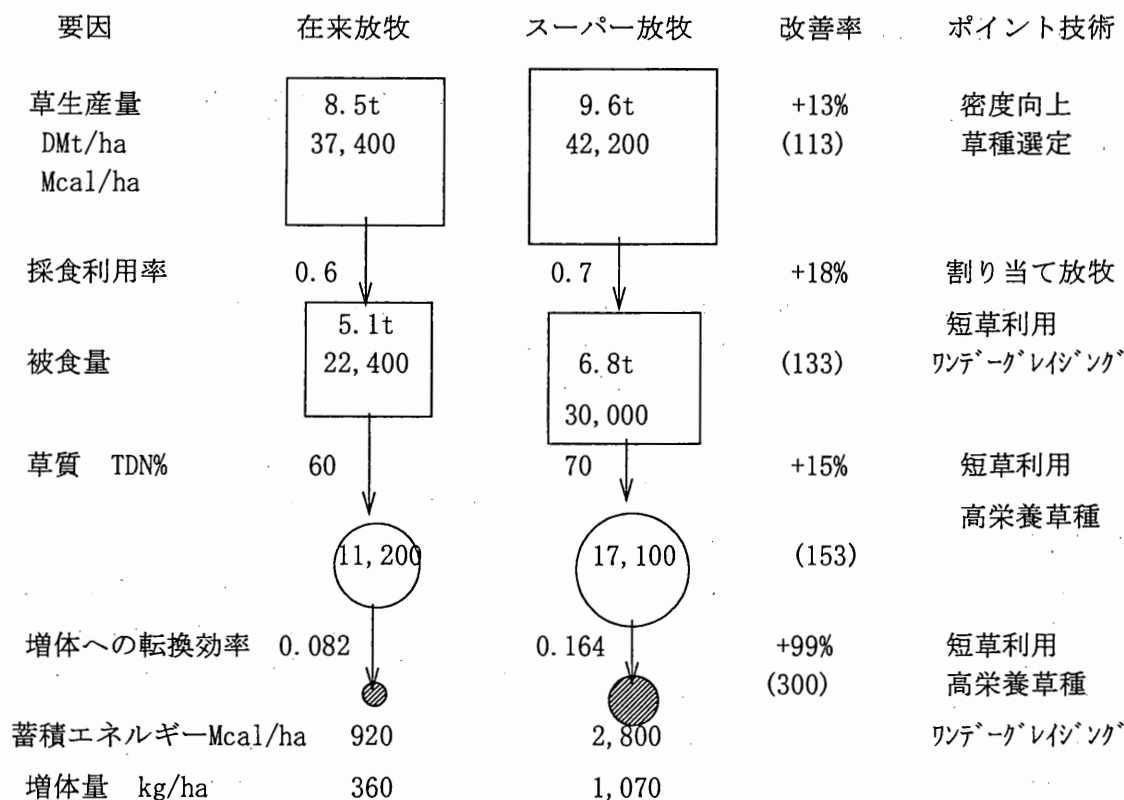 要因 在来放牧 スーパー放牧 改善率 ポイント技術
草生産量 8.5t 9.6t +13% 密度向上
DMt/ha 37,400 42,200 (113) 草種選定
Mcal/ha
採食利用率 0.6 0.7 +18% 割り当て放牧
5.1t 短草利用
被食量 22,400 6.8t (133) ワンデーグレイジング
30,000
草質 TDN% 60 70 +15% 短草利用
高栄養草種
11,200 17,100 (153)
増体への転換効率 0.082 0.164 +99% 短草利用
(300) 高栄養草種
蓄積エネルギーMcal/ha 920 2,800 ワンデーグレイジング
増体量 kg/ha 360 1,070